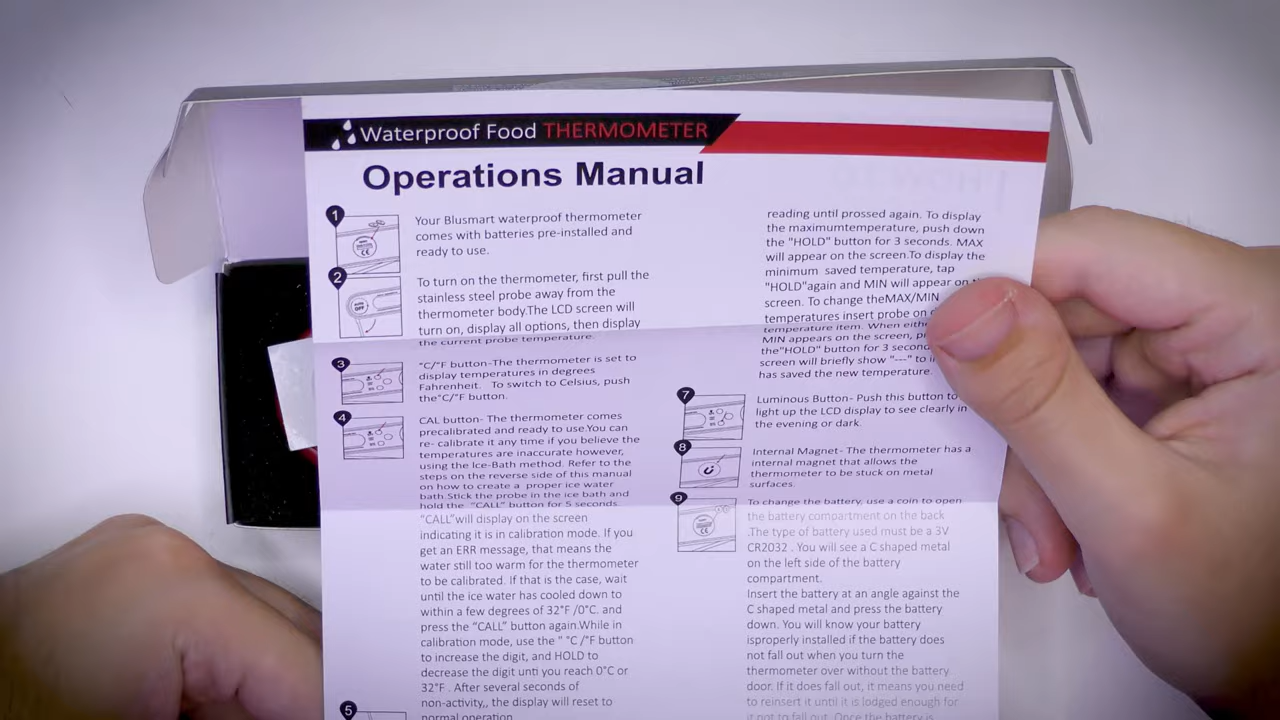 Waterproof Food THERMOMETER
Operations Manual
1
Your Blusmart waterproof thermometer
comes with batteries pre-installed and
ready to use.
2
To turn on the thermometer, first pull the
stainless steel probe away from the
thermometer body.The LCD screen will
turn on, display all options, then display
the current probe temperature.
3
°C/°F button-The thermometer is set to
display temperatures in degrees
Fahrenheit. To switch to Celsius, push
the°C/°F button.
4
CAL button- The thermometer comes
precalibrated and ready to use.You can
re- calibrate it any time if you believe the
temperatures are inaccurate however,
using the Ice-Bath method. Refer to the
steps on the reverse side of this manual
on how to create a proper ice water
bath.Stick the probe in the ice bath and
hold the "CALL" button for 5 seconds.
"CALL"will display on the screen
indicating it is in calibration mode. If you
get an ERR message, that means the
water still too warm for the thermometer
to be calibrated. If that is the case, wait
until the ice water has cooled down to
within a few degrees of 32°F /0°C. and
press the "CALL" button again.While in
calibration mode, use the " °C /°F button
to increase the digit, and HOLD to
decrease the digit unti you reach 0°C or
32°F . After several seconds of
non-activity,, the display will reset to
normal operation.
5
reading until prossed again. To display
the maximumtemperature, push down
the "HOLD" button for 3 seconds. MAX
will appear on the screen.To display the
minimum saved temperature, tap
"HOLD"again and MIN will appear on
screen. To change theMAX/MIN
temperatures insert probe on
temperature item. When
MIN appears on the screen,
the"HOLD" button for 3
screen will briefly show "---" to
has saved the new temperature.
7
Luminous Button- Push this button to
light up the LCD display to see clearly in
the evening or dark.
8
Internal Magnet- The thermometer has a
internal magnet that allows the
thermometer to be stuck on metal
surfaces.
9
To change the battery, use a coin to open
the battery compartment on the back
.The type of battery used must be a 3V
CR2032 . You will see a C shaped metal
on the left side of the battery
compartment.
Insert the battery at an angle against the
C shaped metal and press the battery
down. You will know your battery
isproperly installed if the battery does
not fall out when you turn the
thermometer over without the battery
door. If it does fall out, it means you need
to reinsert it until it is lodged enough for
it not to fall out. Once the battery is